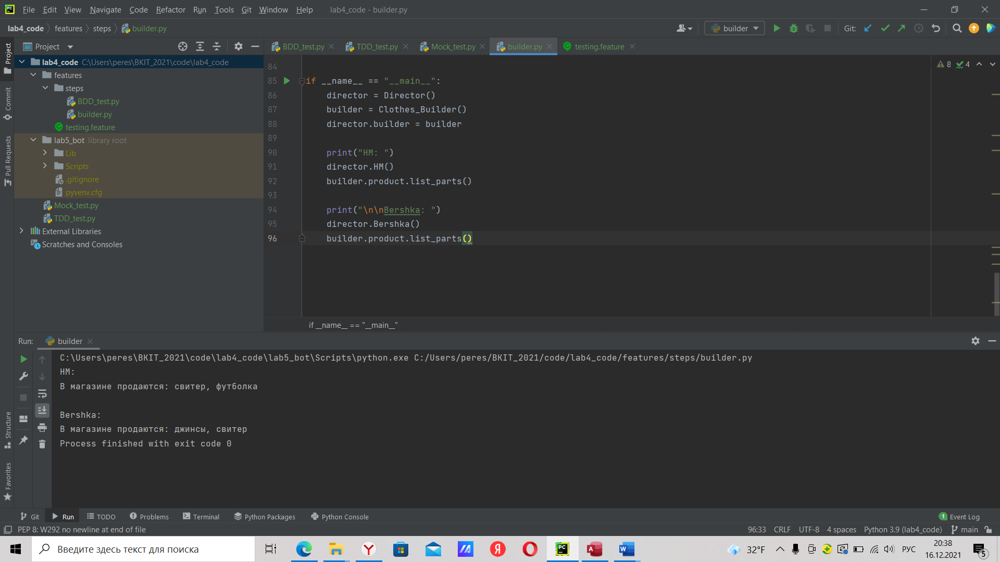 File Edit View Navigate Code Refactor Run Tools Git Window Help lab4_code - builder.py
lab4_code features steps builder.py builder Git:
Project BDD_test.py TDD_test.py Mock_test.py builder.py testing.feature
Project
Commit
Pull Requests
Structure
Favorites
lab4_code C:\Users\peres\BKIT_2021\code\lab4_code
features
steps
BDD_test.py
builder.py
testing.feature
lab5_bot library root
Lib
Scripts
.gitignore
pyvenv.cfg
Mock_test.py
TDD_test.py
External Libraries
Scratches and Consoles
8 4
84
85 if __name__ == "__main__":
86 director = Director()
87 builder = Clothes_Builder()
88 director.builder = builder
89
90 print("HM: ")
91 director.HM()
92 builder.product.list_parts()
93
94 print("\n\nBershka: ")
95 director.Bershka()
96 builder.product.list_parts()
if __name__ == "__main__"
Run: builder
C:\Users\peres\BKIT_2021\code\lab4_code\lab5_bot\Scripts\python.exe C:/Users/peres/BKIT_2021/code/lab4_code/features/steps/builder.py
HM:
В магазине продаются: свитер, футболка
Bershka:
В магазине продаются: джинсы, свитер
Process finished with exit code 0
Git Run TODO Problems Terminal Python Packages Python Console 1 Event Log
PEP 8: W292 no newline at end of file 96:33 CRLF UTF-8 4 spaces Python 3.9 (lab4_code) main
Введите здесь текст для поиска 32°F РУС 20:38
16.12.2021 5